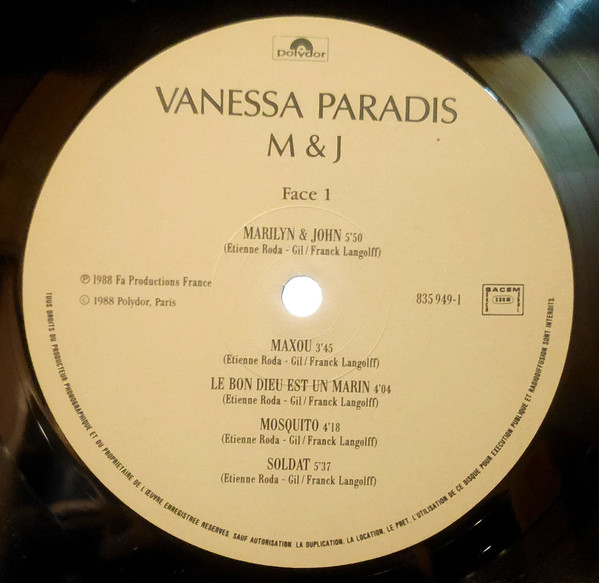 Polydor
VANESSA PARADIS
M & J
Face 1
MARILYN & JOHN 5'50
(Etienne Roda - Gil / Franck Langolff)
℗ 1988 Fa Productions France
© 1988 Polydor, Paris
835 949-1
SACEM
MAXOU 3'45
(Etienne Roda - Gil / Franck Langolff)
LE BON DIEU EST UN MARIN 4'04
(Etienne Roda - Gil / Franck Langolff)
MOSQUITO 4'18
(Etienne Roda - Gil / Franck Langolff)
SOLDAT 5'37
(Etienne Roda - Gil / Franck Langolff)
TOUS DROITS DU PRODUCTEUR PHONOGRAPHIQUE ET DU PROPRIETAIRE DE L'ŒUVRE ENREGISTREE RESERVES. SAUF AUTORISATION LA DUPLICATION, LA LOCATION, LE PRET, L'UTILISATION DE CE DISQUE POUR EXECUTION PUBLIQUE ET RADIODIFFUSION SONT INTERDITS.